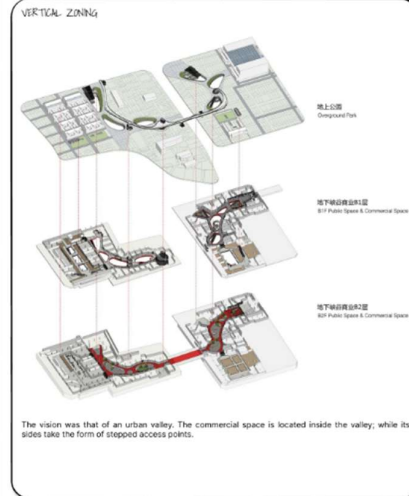 VERTICAL ZONING
地上公园
Overground Park
地下峡谷商业B1层
B1F Public Space & Commercial Space
地下峡谷商业B2层
B2F Public Space & Commercial Space
The vision was that of an urban valley. The commercial space is located inside the valley; while its
sides take the form of stepped access points.